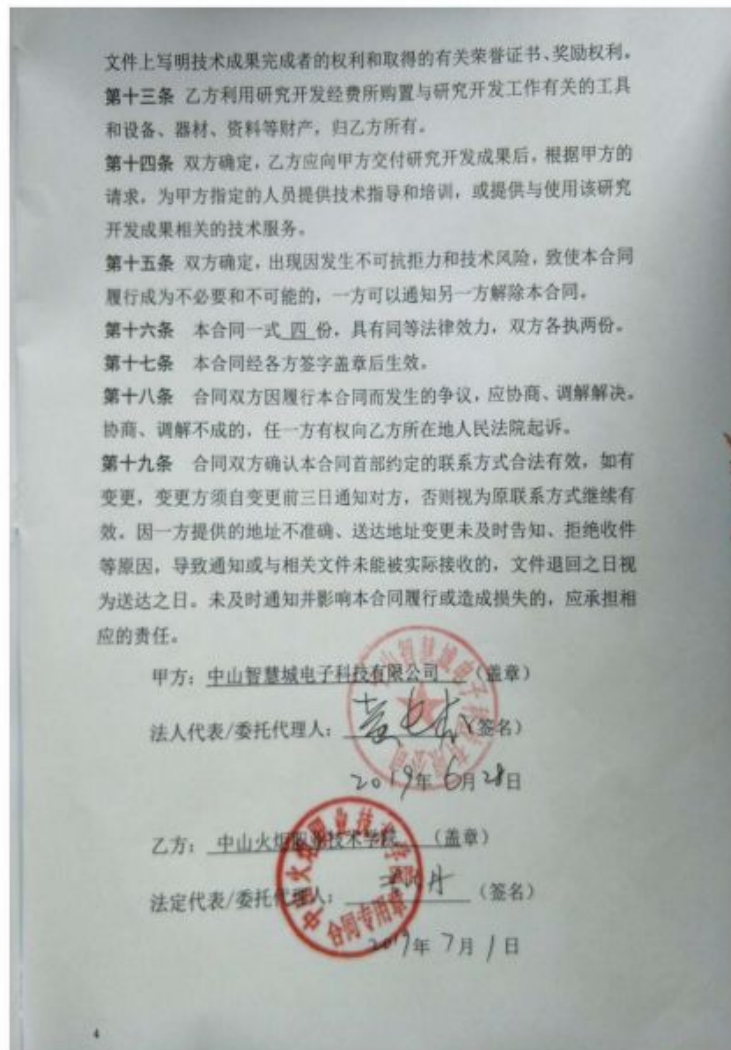 文件上写明技术成果完成者的权利和取得的有关荣誉证书、奖励权利。
第十三条 乙方利用研究开发经费所购置与研究开发工作有关的工具
和设备、器材、资料等财产，归乙方所有。
第十四条 双方确定，乙方应向甲方交付研究开发成果后，根据甲方的
请求，为甲方指定的人员提供技术指导和培训，或提供与使用该研究
开发成果相关的技术服务。
第十五条 双方确定，出现因发生不可抗拒力和技术风险，致使本合同
履行成为不必要和不可能的，一方可以通知另一方解除本合同。
第十六条 本合同一式 四 份，具有同等法律效力，双方各执两份。
第十七条 本合同经各方签字盖章后生效。
第十八条 合同双方因履行本合同而发生的争议，应协商、调解解决。
协商、调解不成的，任一方有权向乙方所在地人民法院起诉。
第十九条 合同双方确认本合同首部约定的联系方式合法有效，如有
变更，变更方须自变更前三日通知对方，否则视为原联系方式继续有
效。因一方提供的地址不准确、送达地址变更未及时告知、拒绝收件
等原因，导致通知或与相关文件未能被实际接收的，文件退回之日视
为送达之日。未及时通知并影响本合同履行或造成损失的，应承担相
应的责任。
甲方：中山智慧城电子科技有限公司 （盖章）
法人代表/委托代理人： （签名）
2019年 6月 28日
乙方：中山火炬职业技术学院 （盖章）
法定代表/委托代理人： （签名）
合同专用章
2019年 7月 1日
4